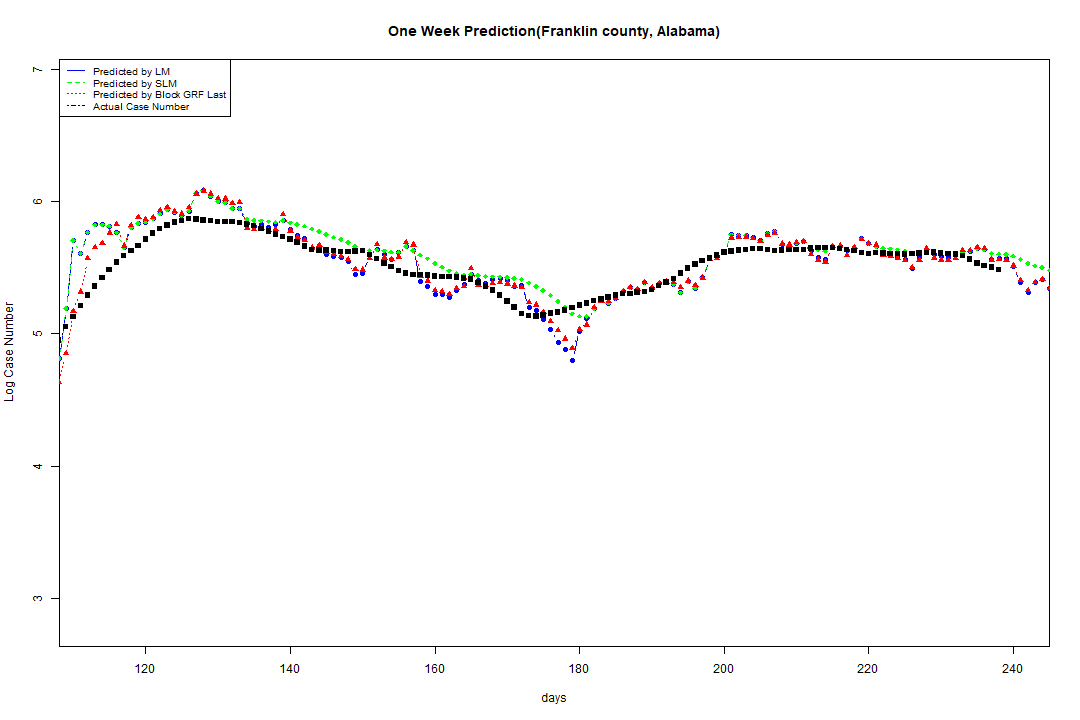 One Week Prediction(Franklin county, Alabama)
Predicted by LM
Predicted by SLM
Predicted by Block GRF Last
Actual Case Number
7
6
5
4
3
Log Case Number
120 140 160 180 200 220 240
days